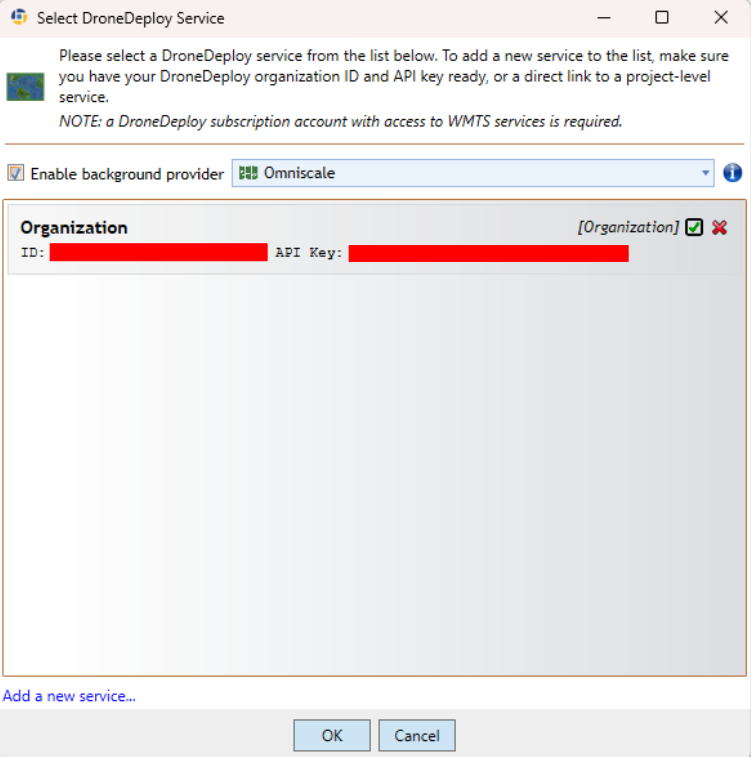 Select DroneDeploy Service
Please select a DroneDeploy service from the list below. To add a new service to the list, make sure
you have your DroneDeploy organization ID and API key ready, or a direct link to a project-level
service.
NOTE: a DroneDeploy subscription account with access to WMTS services is required.
Enable background provider Omniscale
Organization [Organization]
ID: API Key:
Add a new service...
OK Cancel